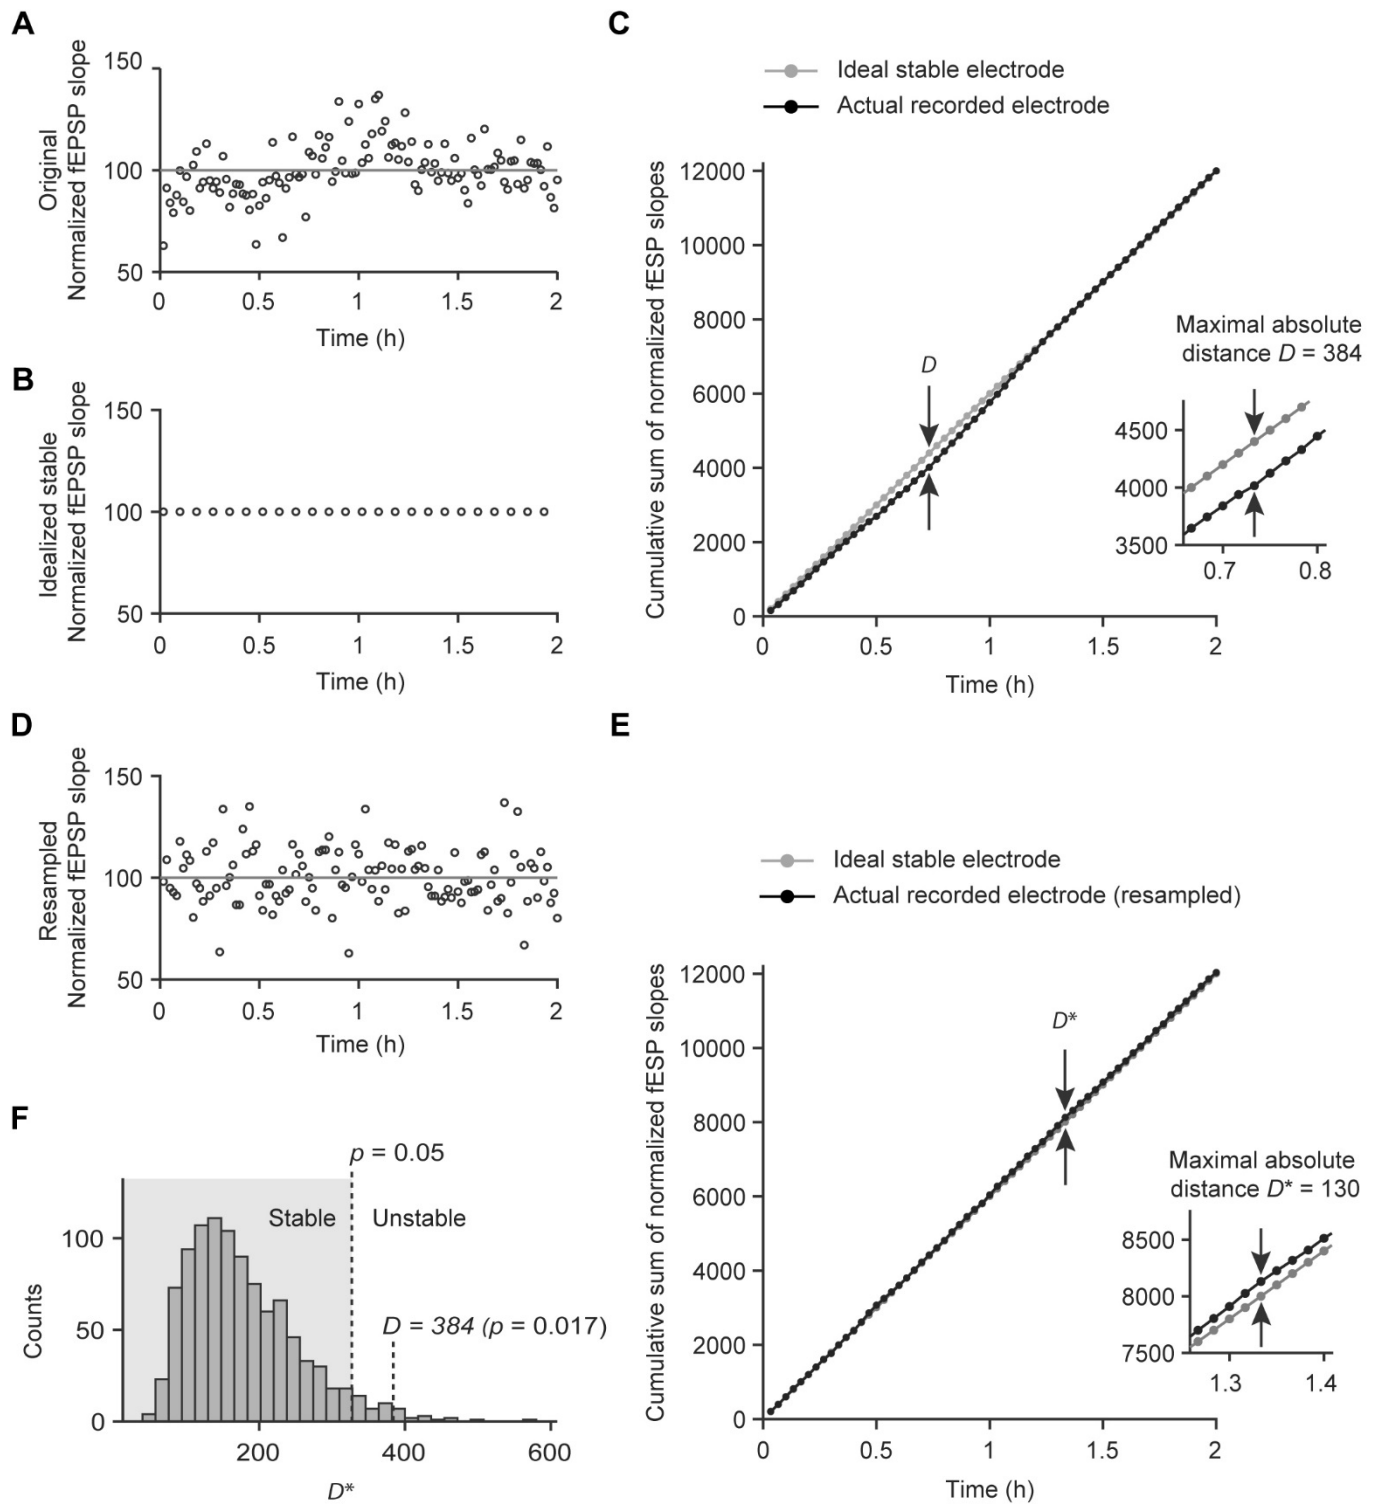 A
Original
Normalized fEPSP slope
150
100
50
0
0.5
1
1.5
2
Time (h)
B
Idealized stable
Normalized fEPSP slope
150
100
50
0
0.5
1
1.5
2
Time (h)
C
Ideal stable electrode
Actual recorded electrode
Cumulative sum of normalized fESP slopes
12000
10000
8000
6000
4000
2000
0
0
0.5
1
1.5
2
Time (h)
D
Maximal absolute
distance D = 384
4500
4000
3500
0.7
0.8
D
Resampled
Normalized fEPSP slope
150
100
50
0
0.5
1
1.5
2
Time (h)
E
Ideal stable electrode
Actual recorded electrode (resampled)
Cumulative sum of normalized fESP slopes
12000
10000
8000
6000
4000
2000
0
0
0.5
1
1.5
2
Time (h)
D*
Maximal absolute
distance D* = 130
8500
8000
7500
1.3
1.4
F
p = 0.05
Stable
Unstable
D = 384 (p = 0.017)
Counts
100
50
0
200
400
600
D*